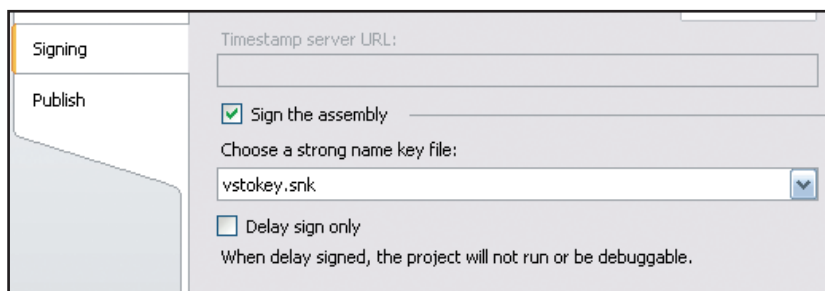 Signing
Publish
Timestamp server URL:
Sign the assembly
Choose a strong name key file:
vstokey.snk
Delay sign only
When delay signed, the project will not run or be debuggable.